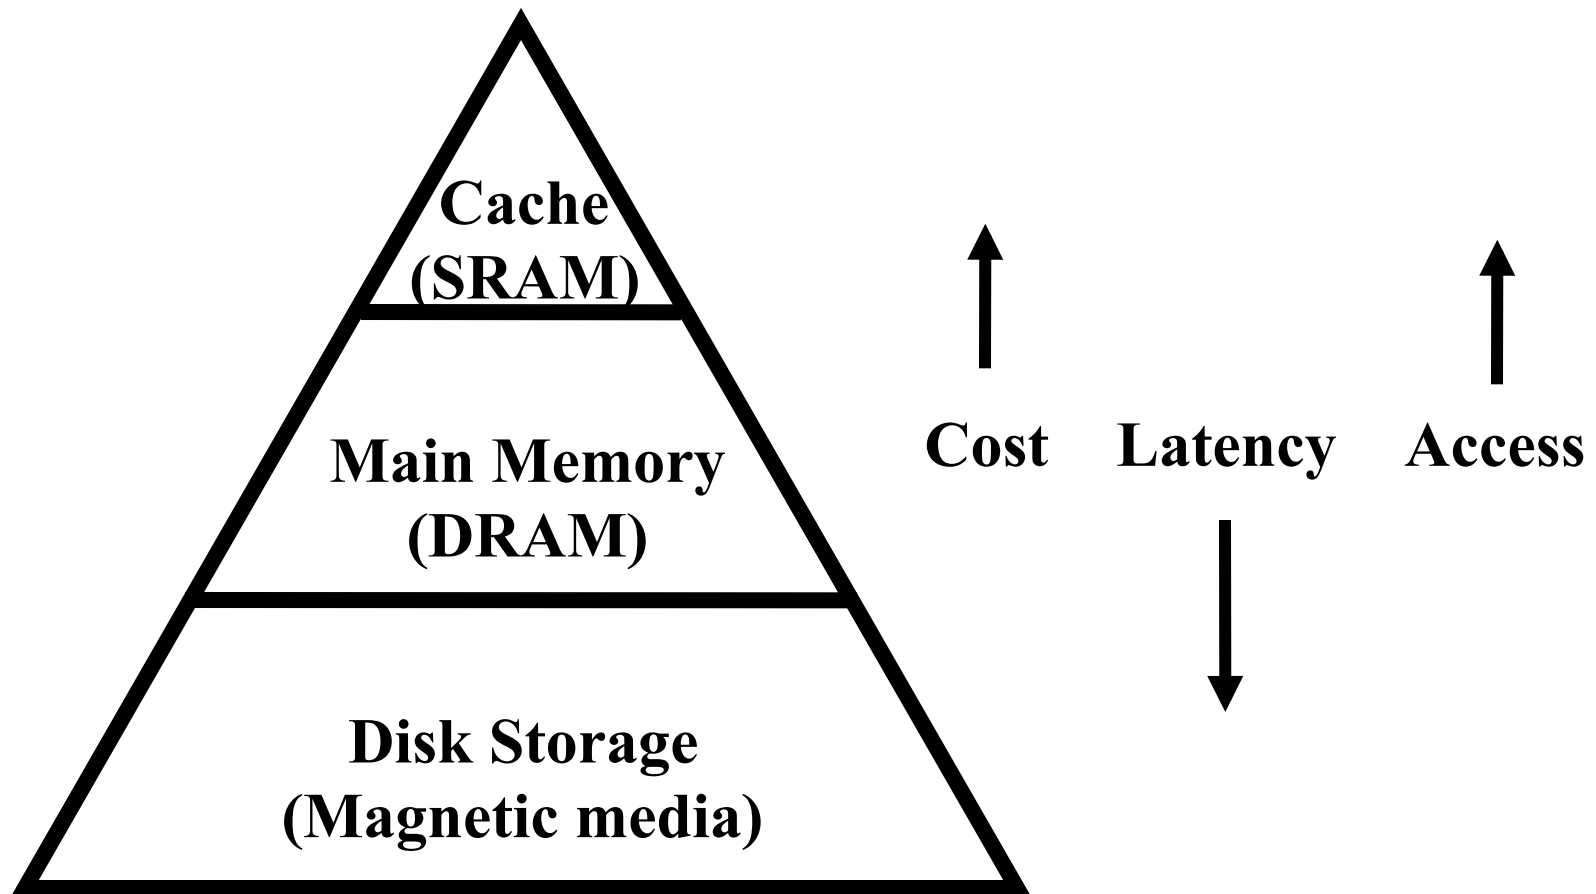 Cache
(SRAM)
Main Memory
(DRAM)
Disk Storage
(Magnetic media)
Cost
Latency
Access